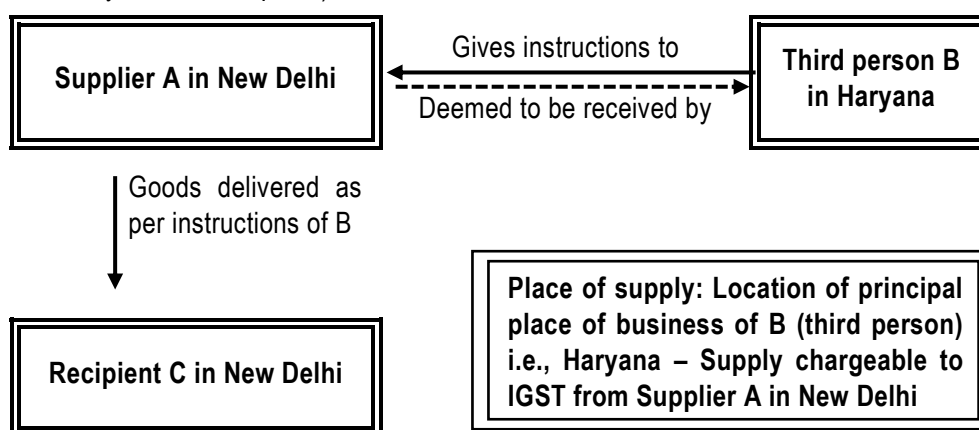 Supplier A in New Delhi
Gives instructions to
Deemed to be received by
Third person B
in Haryana
Goods delivered as
per instructions of B
Recipient C in New Delhi
Place of supply: Location of principal
place of business of B (third person)
i.e., Haryana – Supply chargeable to
IGST from Supplier A in New Delhi